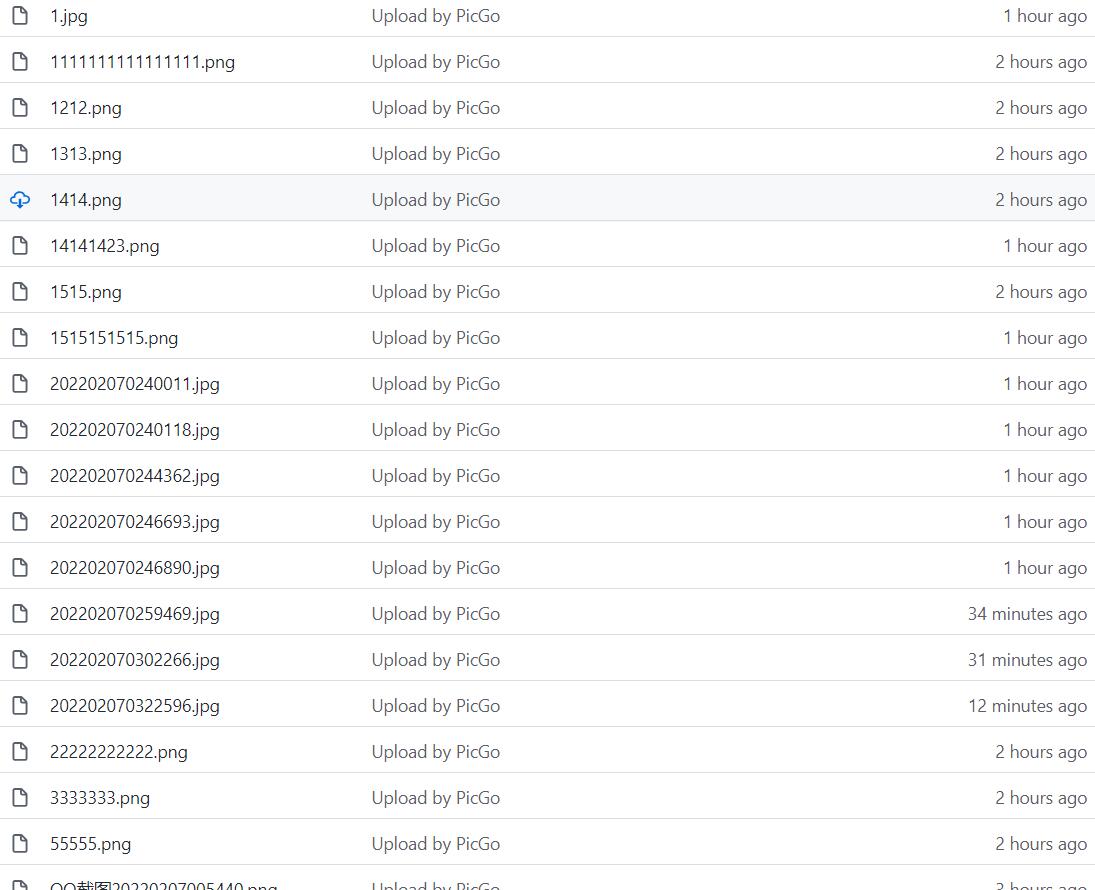 1.jpg Upload by PicGo 1 hour ago
1111111111111111.png Upload by PicGo 2 hours ago
1212.png Upload by PicGo 2 hours ago
1313.png Upload by PicGo 2 hours ago
1414.png Upload by PicGo 2 hours ago
14141423.png Upload by PicGo 1 hour ago
1515.png Upload by PicGo 2 hours ago
1515151515.png Upload by PicGo 1 hour ago
202202070240011.jpg Upload by PicGo 1 hour ago
202202070240118.jpg Upload by PicGo 1 hour ago
202202070244362.jpg Upload by PicGo 1 hour ago
202202070246693.jpg Upload by PicGo 1 hour ago
202202070246890.jpg Upload by PicGo 1 hour ago
202202070259469.jpg Upload by PicGo 34 minutes ago
202202070302266.jpg Upload by PicGo 31 minutes ago
202202070322596.jpg Upload by PicGo 12 minutes ago
22222222222.png Upload by PicGo 2 hours ago
3333333.png Upload by PicGo 2 hours ago
55555.png Upload by PicGo 2 hours ago
QQ截图20220207005440.png Upload by PicGo 3 hours ago